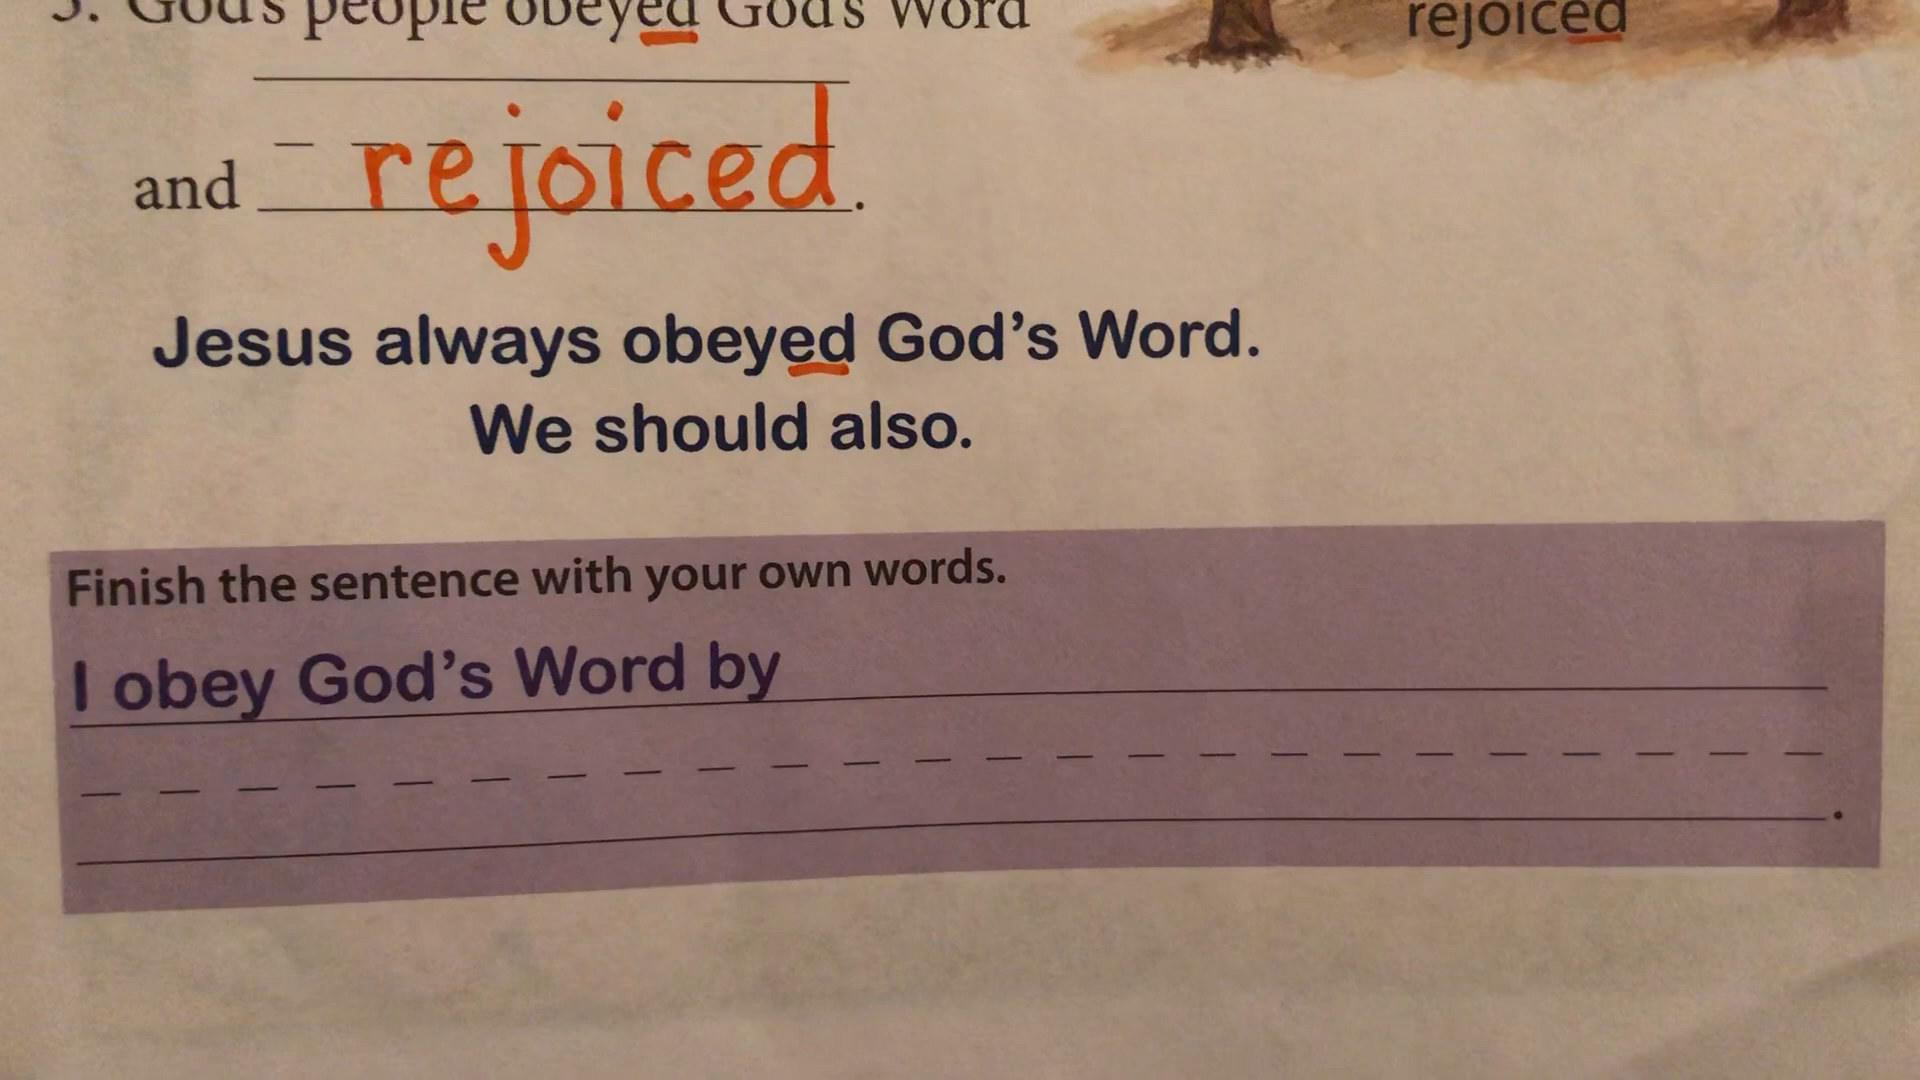 3. God's people obeyed God's Word
rejoiced
and rejoiced.
Jesus always obeyed God's Word.
We should also.
Finish the sentence with your own words.
I obey God's Word by
.